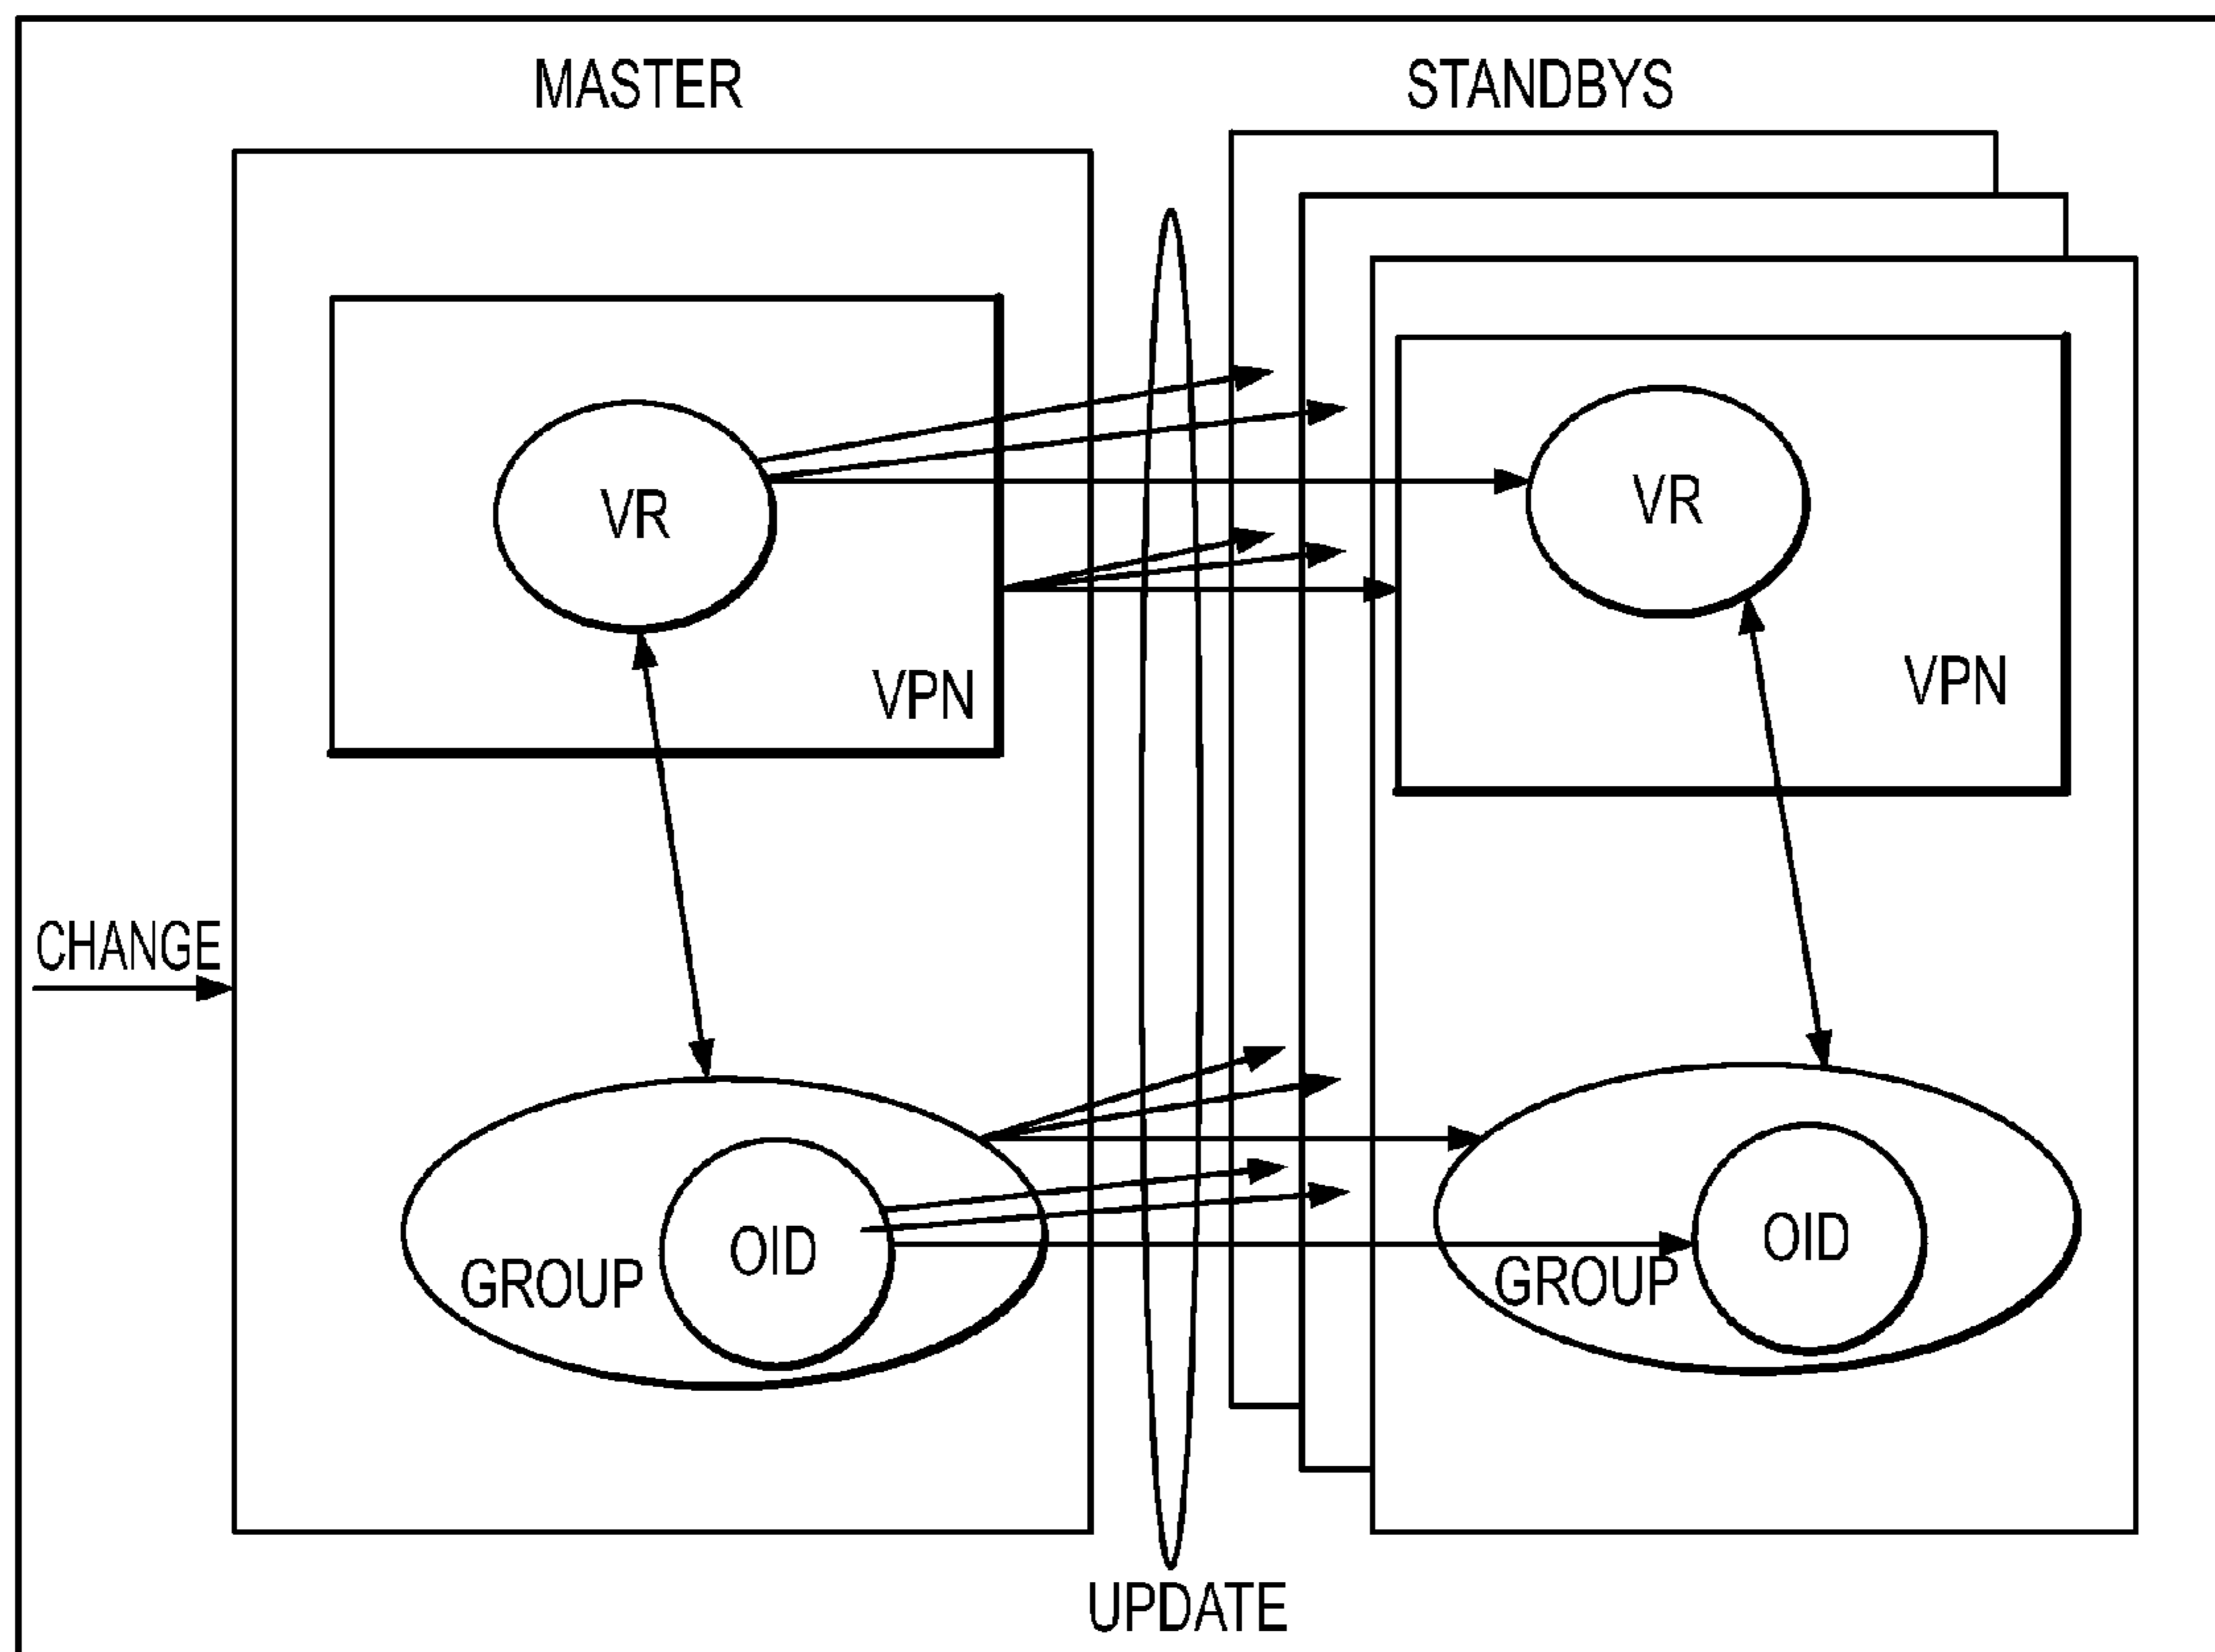 MASTER
STANDBYS
VR
VPN
VR
VPN
CHANGE
GROUP
OID
GROUP
OID
UPDATE